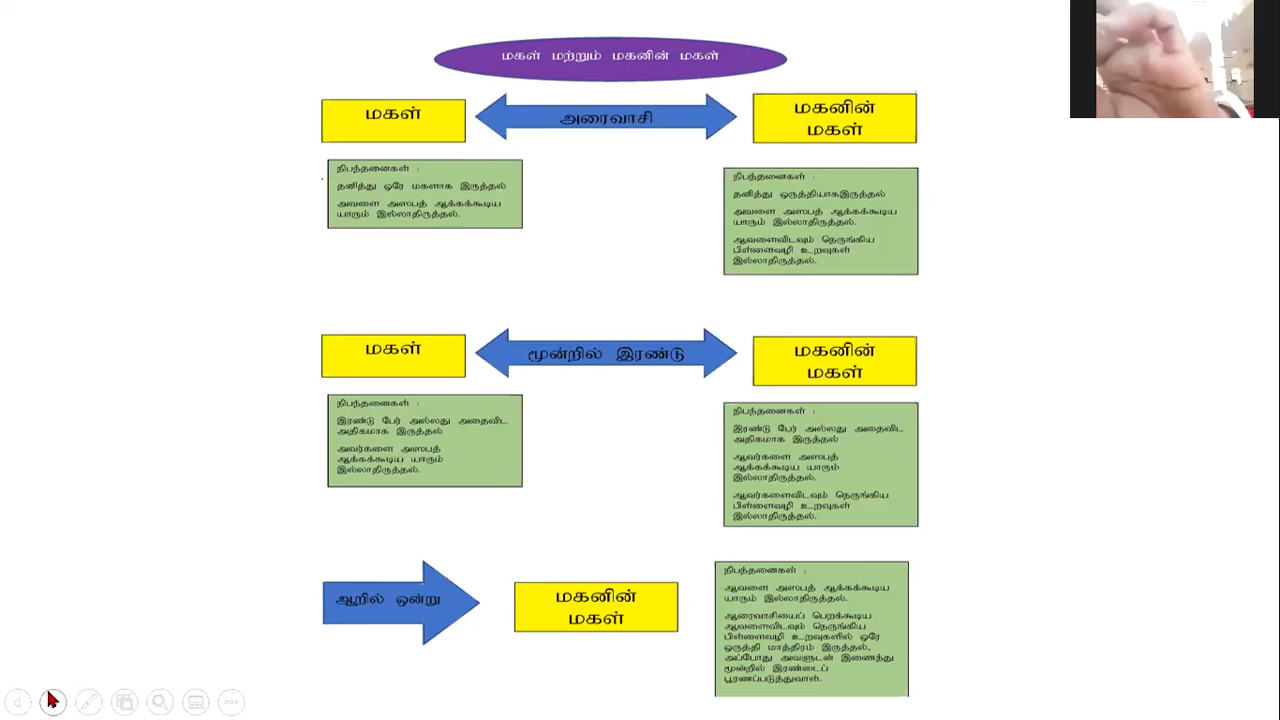 மகள் மற்றும் மகனின் மகள்
மகள்
அரைவாசி
மகனின்
மகள்
நிபந்தனைகள் :
தனித்து ஒரே மகளாக இருத்தல்
அவளை அஸபத் ஆக்கக்கூடிய
யாரும் இல்லாதிருத்தல்.
நிபந்தனைகள் :
தனித்து ஒருத்தியாகஇருத்தல்
அவளை அஸபத் ஆக்கக்கூடிய
யாரும் இல்லாதிருத்தல்.
ஆவளைவிடவும் நெருங்கிய
பிள்ளைவழி உறவுகள்
இல்லாதிருத்தல்.
மகள்
மூன்றில் இரண்டு
மகனின்
மகள்
நிபந்தனைகள் :
இரண்டு பேர் அல்லது அதைவிட
அதிகமாக இருத்தல்
அவர்களை அஸபத்
ஆக்கக்கூடிய யாரும்
இல்லாதிருத்தல்.
நிபந்தனைகள் :
இரண்டு பேர் அல்லது அதைவிட
அதிகமாக இருத்தல்
ஆவர்களை அஸபத்
ஆக்கக்கூடிய யாரும்
இல்லாதிருத்தல்.
ஆவர்களைவிடவும் நெருங்கிய
பிள்ளைவழி உறவுகள்
இல்லாதிருத்தல்.
ஆறில் ஒன்று
மகனின்
மகள்
நிபந்தனைகள் :
ஆவளை அஸபத் ஆக்கக்கூடிய
யாரும் இல்லாதிருத்தல்.
ஆரைவாசியைப் பெறக்கூடிய
ஆவளைவிடவும் நெருங்கிய
பிள்ளைவழி உறவுகளில் ஒரே
ஒருத்தி மாத்திரம் இருத்தல்,
அப்போது அவளுடன் இணைந்து
மூன்றில் இரண்டைப்
பூரணப்படுத்துவாள்.